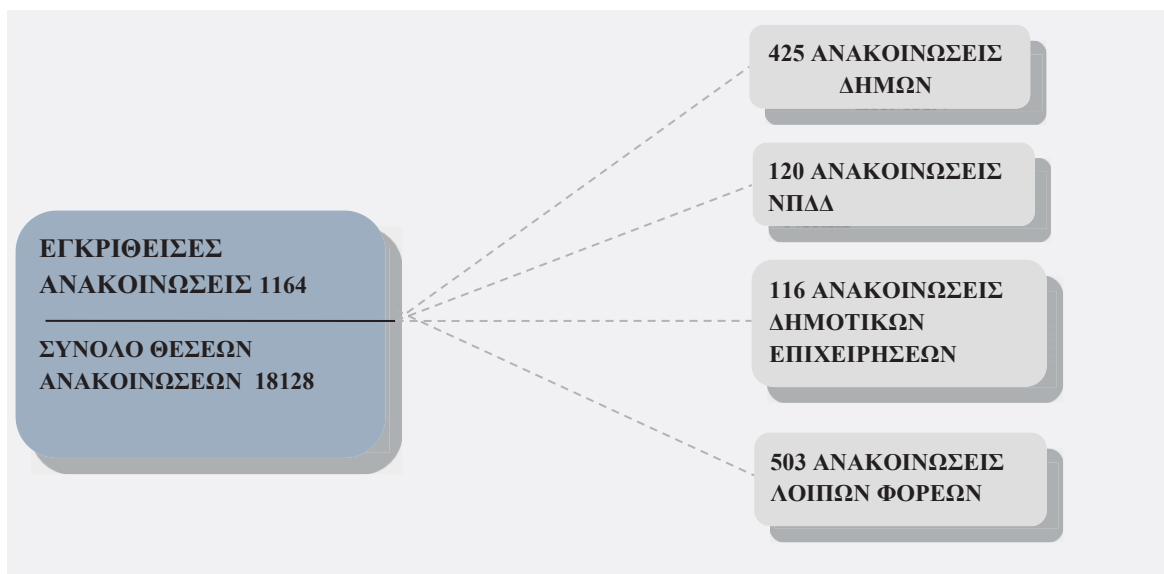 ΕΓΚΡΙΘΕΙΣΕΣ
ΑΝΑΚΟΙΝΩΣΕΙΣ 1164
ΣΥΝΟΛΟ ΘΕΣΕΩΝ
ΑΝΑΚΟΙΝΩΣΕΩΝ 18128
425 ΑΝΑΚΟΙΝΩΣΕΙΣ
ΔΗΜΩΝ
120 ΑΝΑΚΟΙΝΩΣΕΙΣ
ΝΠΔΔ
116 ΑΝΑΚΟΙΝΩΣΕΙΣ
ΔΗΜΟΤΙΚΩΝ
ΕΠΙΧΕΙΡΗΣΕΩΝ
503 ΑΝΑΚΟΙΝΩΣΕΙΣ
ΛΟΙΠΩΝ ΦΟΡΕΩΝ